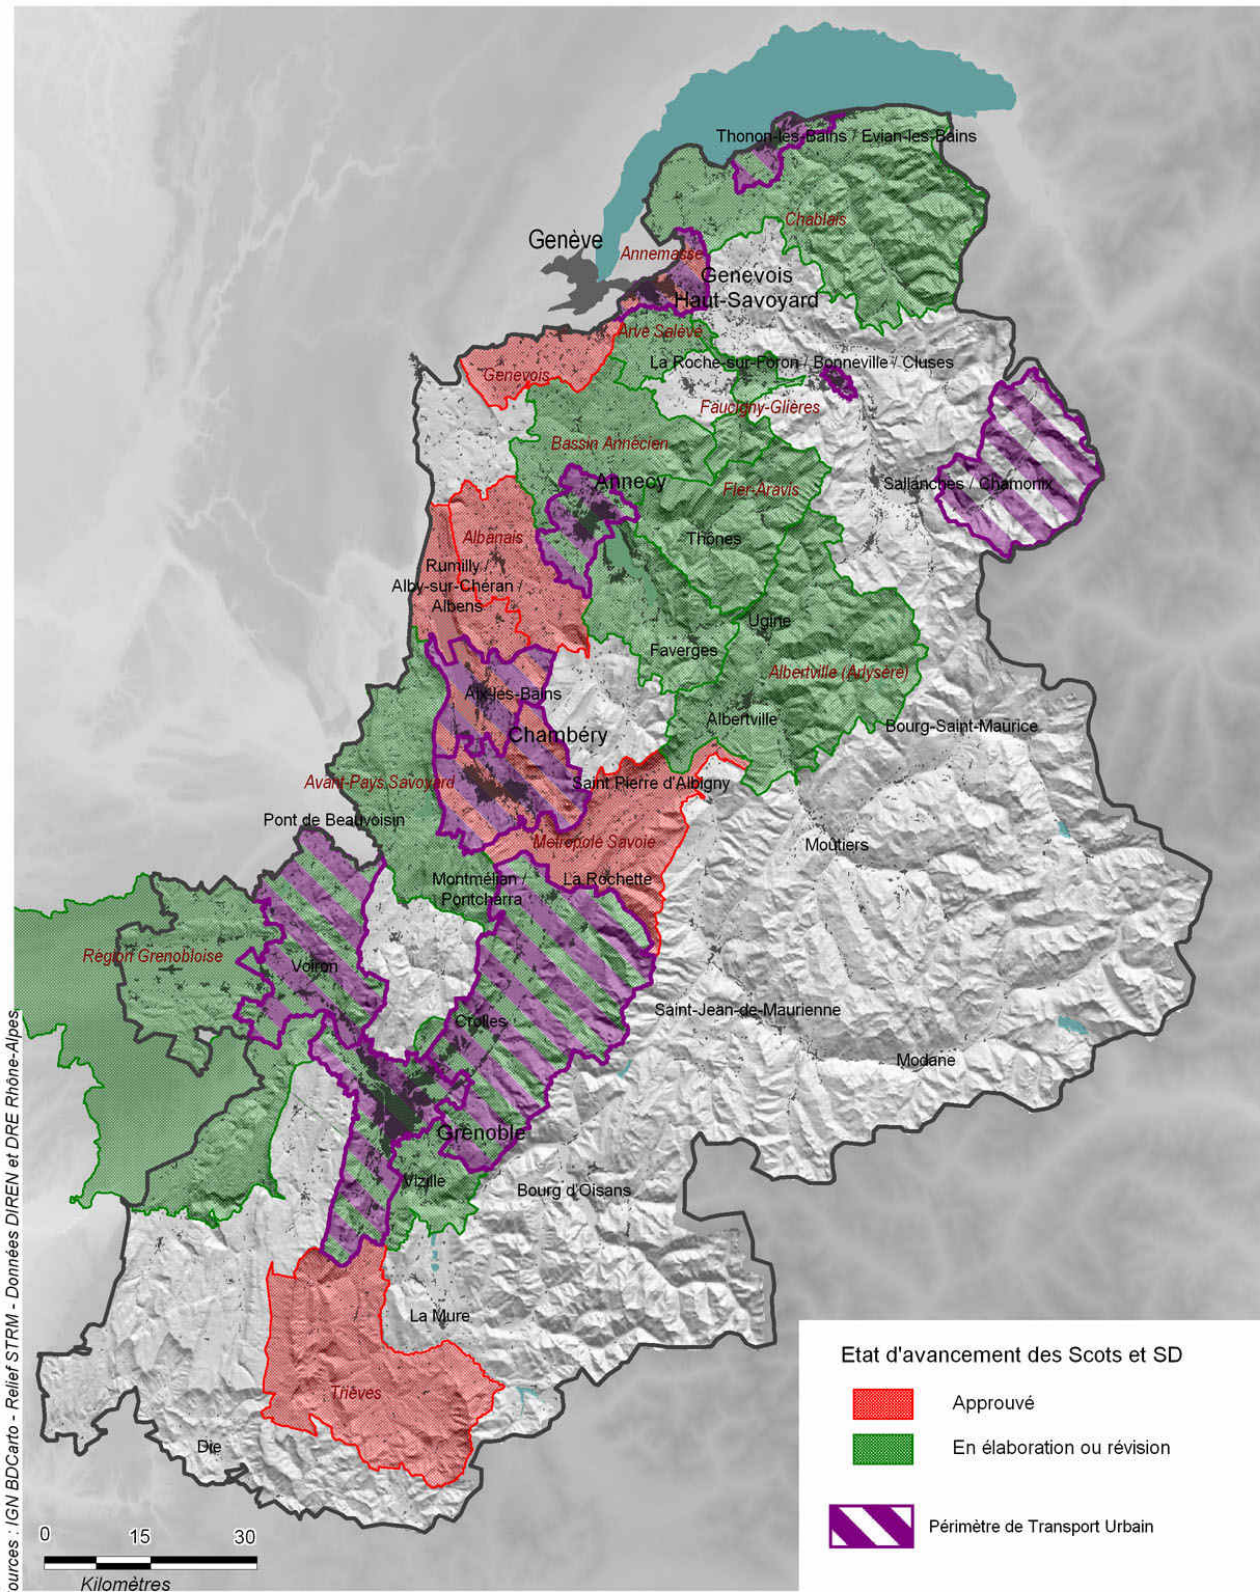 Thonon-les-Bains / Evian-les-Bains
Chablais
Genève
Annemasse
Genevois
Haut-Savoyard
Arve Salève
La Roche-sur-Foron / Bonneville / Cluses
Genevois
Faucigny-Glières
Bassin Annécien
Annecy
Fier-Aravis
Sallanches / Chamonix
Albanais
Thônes
Rumilly /
Alby-sur-Chéran /
Albens
Ugine
Faverges
Albertville (Arlysère)
Aix-les-Bains
Albertville
Bourg-Saint-Maurice
Chambéry
Avant-Pays Savoyard
Saint Pierre d'Albigny
Pont de Beauvoisin
Métropole Savoie
Moûtiers
Montmélian /
Pontcharra
La Rochette
Région Grenobloise
Voiron
Crolles
Saint-Jean-de-Maurienne
Modane
Grenoble
Vizille
Bourg d'Oisans
La Mure
Trièves
Die
Etat d'avancement des Scots et SD
Approuvé
En élaboration ou révision
Périmètre de Transport Urbain
0 15 30
Kilomètres
ources : IGN BDCarto - Relief STRM - Données DIREN et DRE Rhône-Alpes